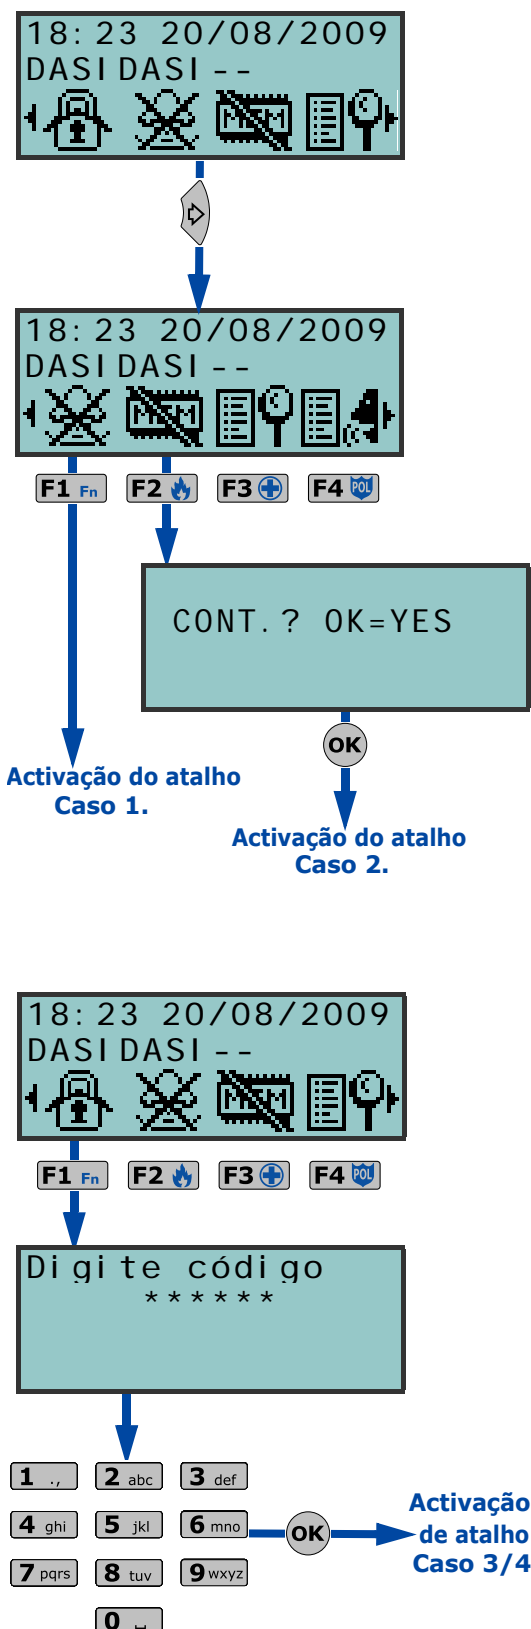 18:23 20/08/2009
DASIDASI--
MEM
18:23 20/08/2009
DASIDASI--
MEM
F1 Fn F2 F3 F4 POL
CONT.? OK=YES
OK
Activação do atalho
Caso 1.
Activação do atalho
Caso 2.
18:23 20/08/2009
DASIDASI--
MEM
F1 Fn F2 F3 F4 POL
Digite código
******
1 ., 2 abc 3 def
4 ghi 5 jkl 6 mno
OK
7 pqrs 8 tuv 9 wxyz
0 ␣
Activação
de atalho
Caso 3/4